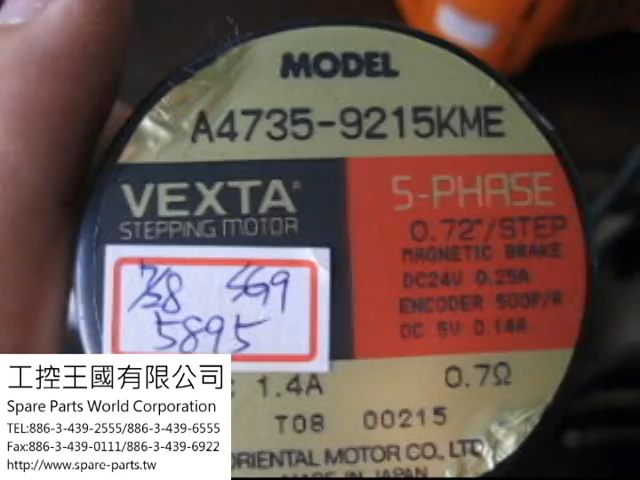 MODEL
A4735-9215KME
VEXTA®
STEPPING MOTOR
5-PHASE
0.72°/STEP
MAGNETIC BRAKE
DC24V 0.25A
ENCODER 500P/R
DC 5V 0.14A
5895
1.4A 0.7Ω
T08 00215
ORIENTAL MOTOR CO., LTD
MADE IN JAPAN
工控王國有限公司
Spare Parts World Corporation
TEL:886-3-439-2555/886-3-439-6555
Fax:886-3-439-0111/886-3-439-6922
http://www.spare-parts.tw